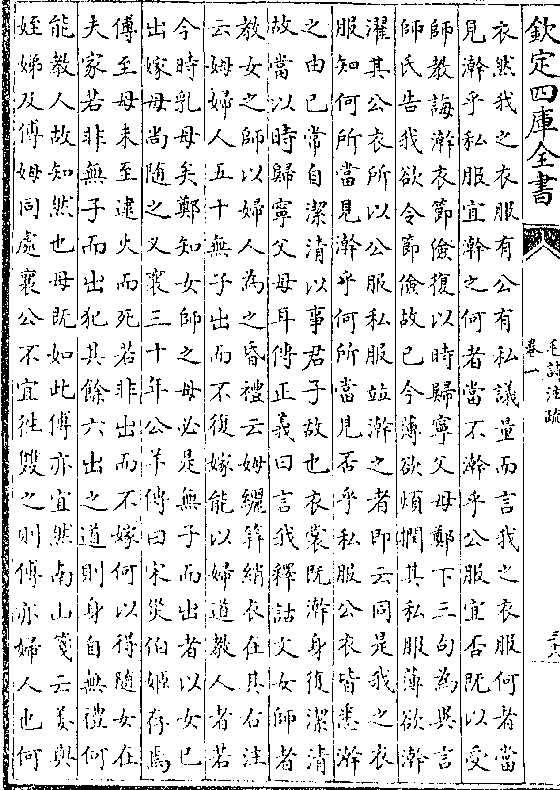 欽定四庫全書
毛詩注疏
卷一
衣然我之衣服有公有私議量而言我之衣服何者當
見澣乎私服宜澣之何者當不澣乎公服宜否旣以受
師教誨澣衣節儉復以時歸寧父母鄭下三句為異言
師氏告我欲令節儉故已今薄欲煩撋其私服薄欲澣
濯其公衣所以公服私服並澣之者即云同是我之衣
服知何所當見澣乎何所當見否乎私服公衣皆悉澣
之由已常自潔清以事君子故也衣裳既澣身復潔清
故當以時歸寧父母耳傳正義曰言我釋詁文女師者
教女之師以婦人為之昏禮云姆纚笄綃衣在其右注
云姆婦人五十無子出而不復嫁能以婦道教人者若
今時乳母矣鄭知女師之母必是無子而出者以女已
出嫁母尚隨之又襄三十年公羊傳曰宋災伯姬存焉
傅至母未至逮火而死若非出而不嫁何以得隨女在
夫家若非無子而出犯其餘六出之道則身自無禮何
能教人故知然也母既如此傅亦宜然南山箋云姜與
姪娣及傅姆同處襄公不宜往雙之則傅亦婦人也何